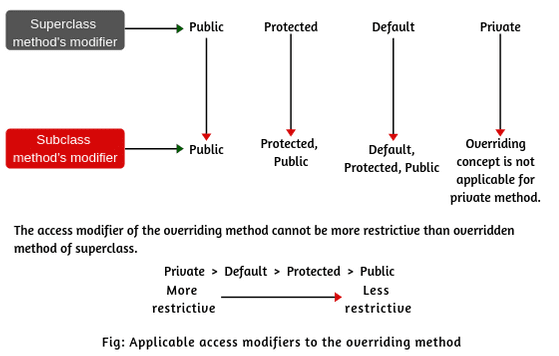 Superclass
method's modifier
Public
Protected
Default
Private
Subclass
method's modifier
Public
Protected,
Public
Default,
Protected, Public
Overriding
concept is not
applicable for
private method.
The access modifier of the overriding method cannot be more restrictive than overridden
method of superclass.
Private > Default > Protected > Public
More
restrictive
Less
restrictive
Fig: Applicable access modifiers to the overriding method